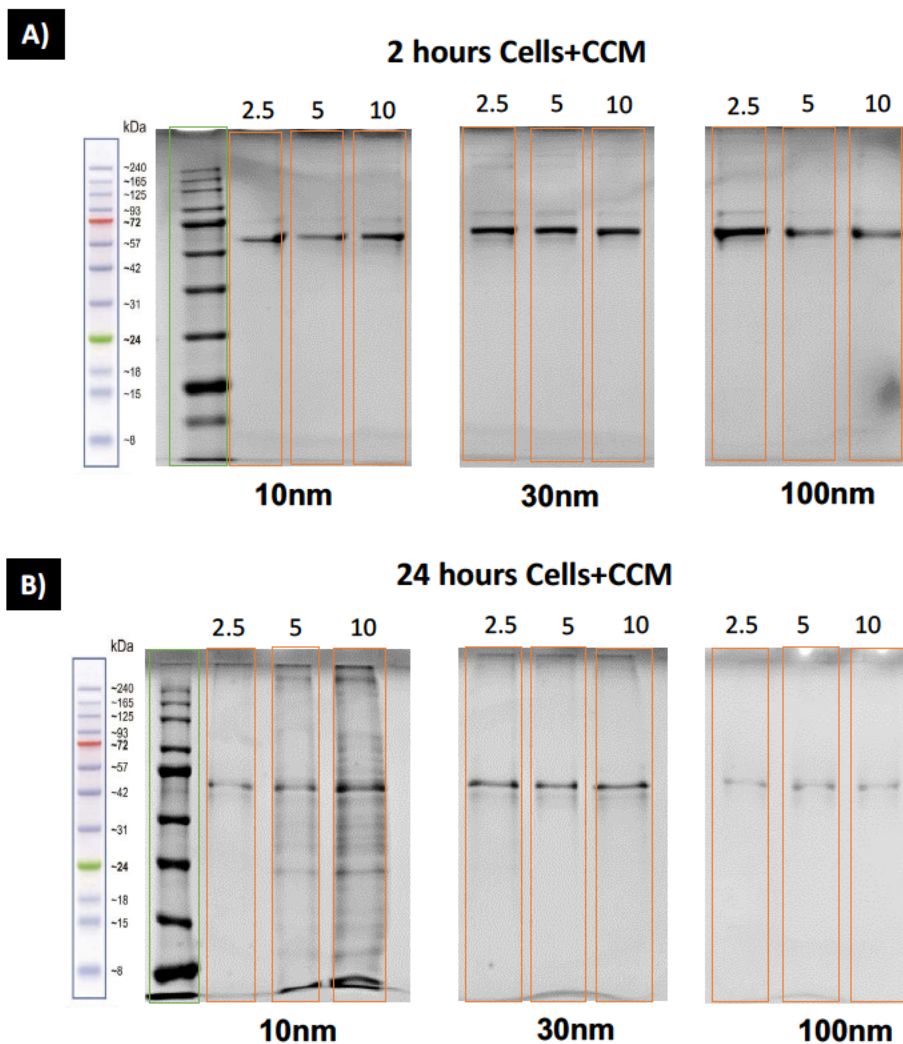 A)
2 hours Cells+CCM
2.5 5 10 2.5 5 10 2.5 5 10
kDa
~240
~165
~125
~93
~72
~57
~42
~31
~24
~18
~15
~8
10nm 30nm 100nm
B)
24 hours Cells+CCM
2.5 5 10 2.5 5 10 2.5 5 10
kDa
~240
~165
~125
~93
~72
~57
~42
~31
~24
~18
~15
~8
10nm 30nm 100nm